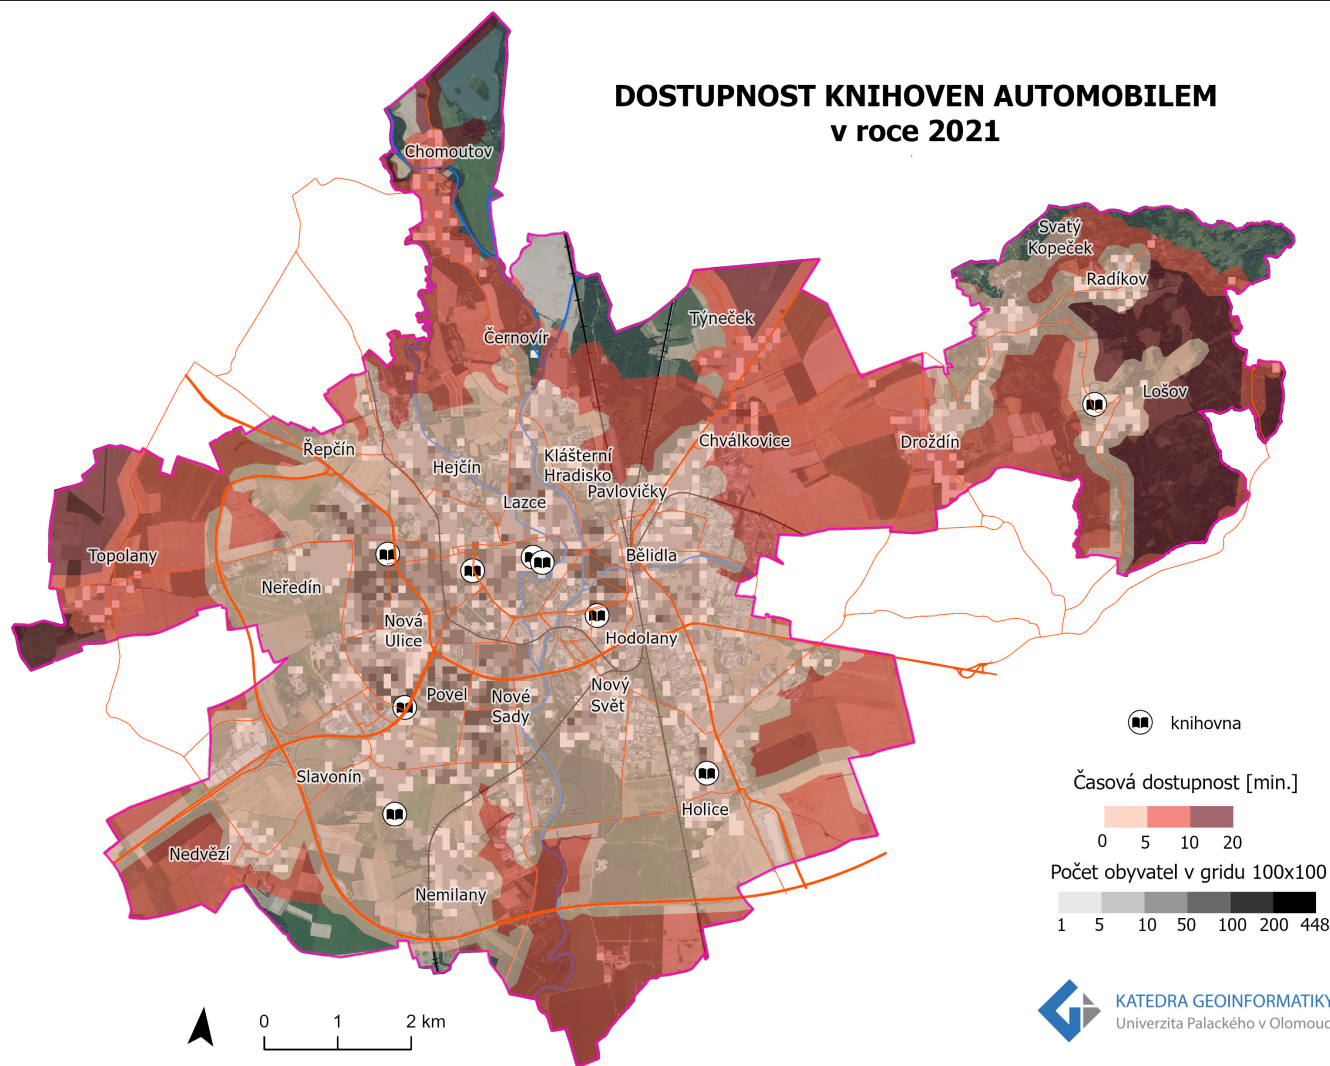 DOSTUPNOST KNIHOVEN AUTOMOBILEM
v roce 2021
Chomoutov
Svatý
Kopeček
Radíkov
Týneček
Černovír
Lošov
Chválkovice
Droždín
Řepčín
Hejčín
Klášterní
Hradisko
Pavlovičky
Lazce
Topolany
Bělidla
Neředín
Nová
Ulice
Hodolany
Povel
Nové
Sady
Nový
Svět
Slavonín
Holice
Nedvězí
Nemilany
knihovna
Časová dostupnost [min.]
0 5 10 20
Počet obyvatel v gridu 100x100
1 5 10 50 100 200 448
0 1 2 km
KATEDRA GEOINFORMATIKY
Univerzita Palackého v Olomouc